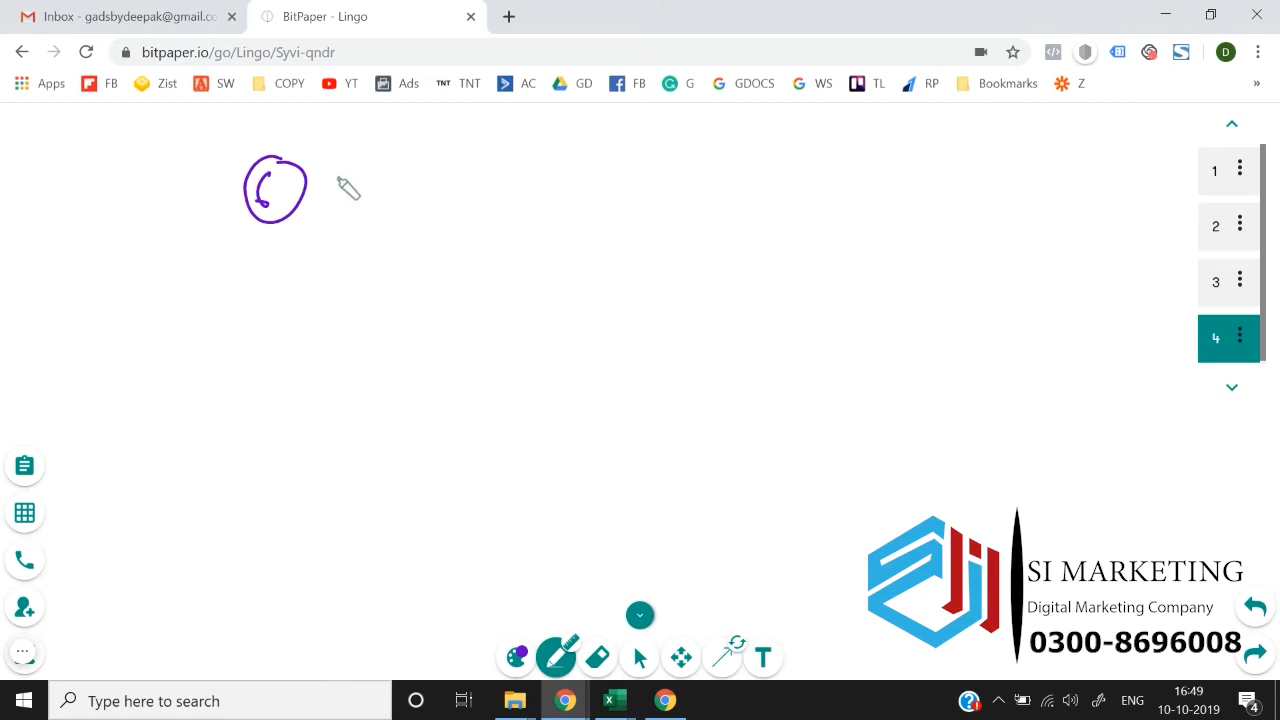 Inbox - gadsbydeepak@gmail.co
BitPaper - Lingo
bitpaper.io/go/Lingo/Syvi-qndr
D
Apps FB Zist SW COPY YT Ads TNT TNT AC GD FB G GDOCS WS TL RP Bookmarks Z »
1
2
3
4
SI MARKETING
Digital Marketing Company
0300-8696008
T
Type here to search
ENG
16:49
10-10-2019
4